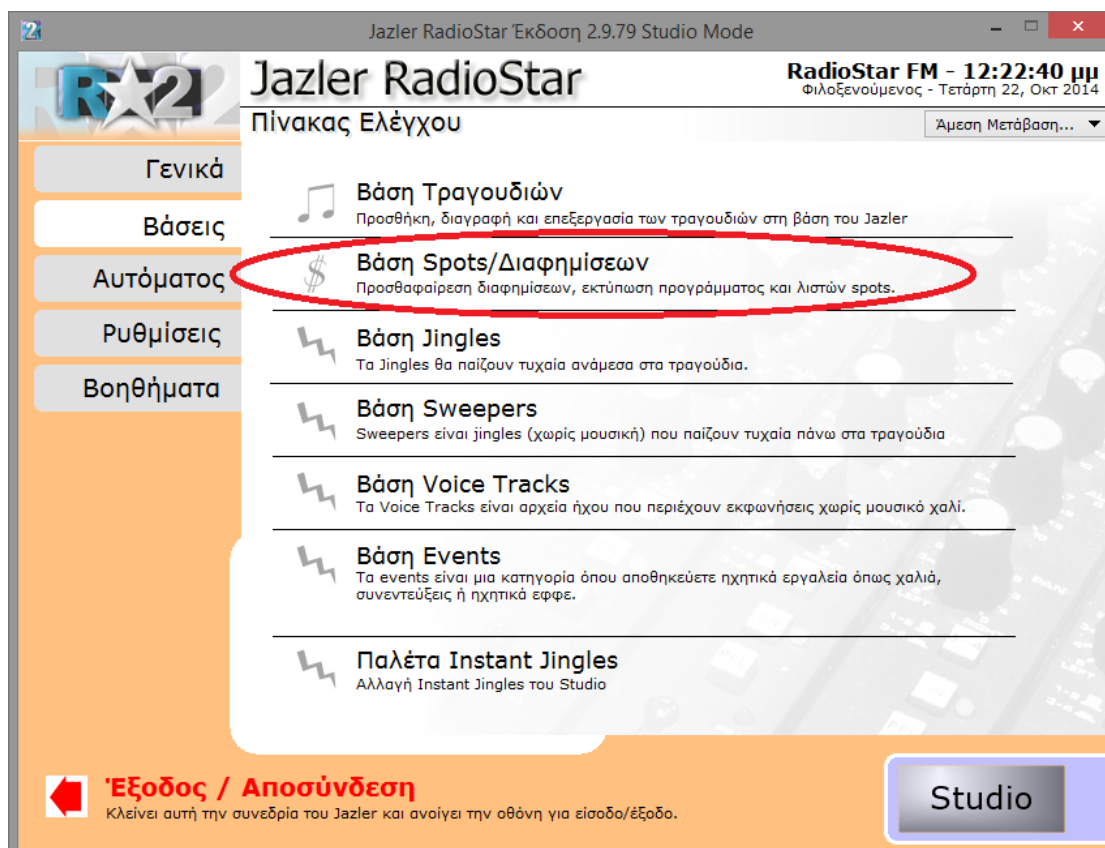 Jazler RadioStar Έκδοση 2.9.79 Studio Mode
R 2
Jazler RadioStar
RadioStar FM - 12:22:40 μμ
Φιλοξενούμενος - Τετάρτη 22, Οκτ 2014
Πίνακας Ελέγχου
Άμεση Μετάβαση...
Γενικά
Βάσεις
Αυτόματος
Ρυθμίσεις
Βοηθήματα
Βάση Τραγουδιών
Προσθήκη, διαγραφή και επεξεργασία των τραγουδιών στη βάση του Jazler
Βάση Spots/Διαφημίσεων
Προσθαφαίρεση διαφημίσεων, εκτύπωση προγράμματος και λιστών spots.
Βάση Jingles
Τα Jingles θα παίζουν τυχαία ανάμεσα στα τραγούδια.
Βάση Sweepers
Sweepers είναι jingles (χωρίς μουσική) που παίζουν τυχαία πάνω στα τραγούδια
Βάση Voice Tracks
Τα Voice Tracks είναι αρχεία ήχου που περιέχουν εκφωνήσεις χωρίς μουσικό χαλί.
Βάση Events
Τα events είναι μια κατηγορία όπου αποθηκεύετε ηχητικά εργαλεία όπως χαλιά,
συνεντεύξεις ή ηχητικά εφφε.
Παλέτα Instant Jingles
Αλλαγή Instant Jingles του Studio
Έξοδος / Αποσύνδεση
Κλείνει αυτή την συνεδρία του Jazler και ανοίγει την οθόνη για είσοδο/έξοδο.
Studio